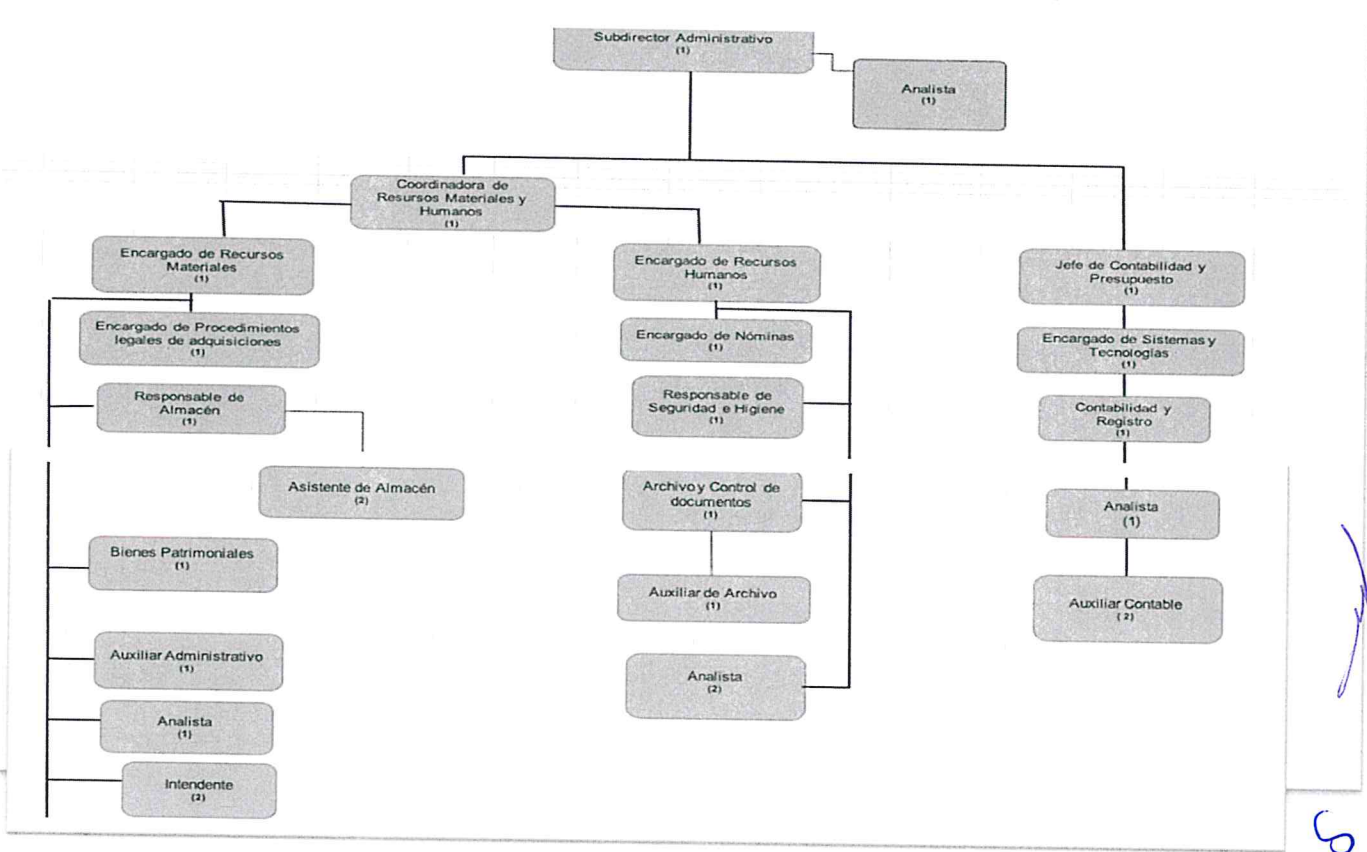 Subdirector Administrativo
(1)
Analista
(1)
Coordinadora de
Resursos Materiales y
Humanos
(1)
Encargado de Recursos
Materiales
(1)
Encargado de Procedimientos
legales de adquisiciones
(1)
Responsable de
Almacén
(1)
Asistente de Almacén
(2)
Bienes Patrimoniales
(1)
Auxiliar Administrativo
(1)
Analista
(1)
Intendente
(2)
Encargado de Recursos
Humanos
(1)
Encargado de Nóminas
(1)
Responsable de
Seguridad e Higiene
(1)
Archivo y Control de
documentos
(1)
Auxiliar de Archivo
(1)
Analista
(2)
Jefe de Contabilidad y
Presupuesto
(1)
Encargado de Sistemas y
Tecnologías
(1)
Contabilidad y
Registro
(1)
Analista
(1)
Auxiliar Contable
(2)